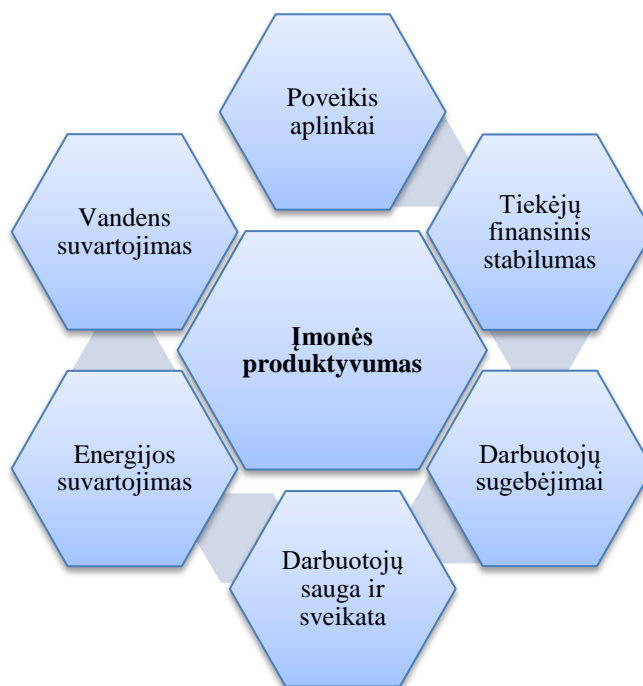 Poveikis
aplinkai
Vandens
suvartojimas
Tiekėjų
finansinis
stabilumas
Įmonės
produktyvumas
Energijos
suvartojimas
Darbuotojų
sugebėjimai
Darbuotojų
sauga ir
sveikata